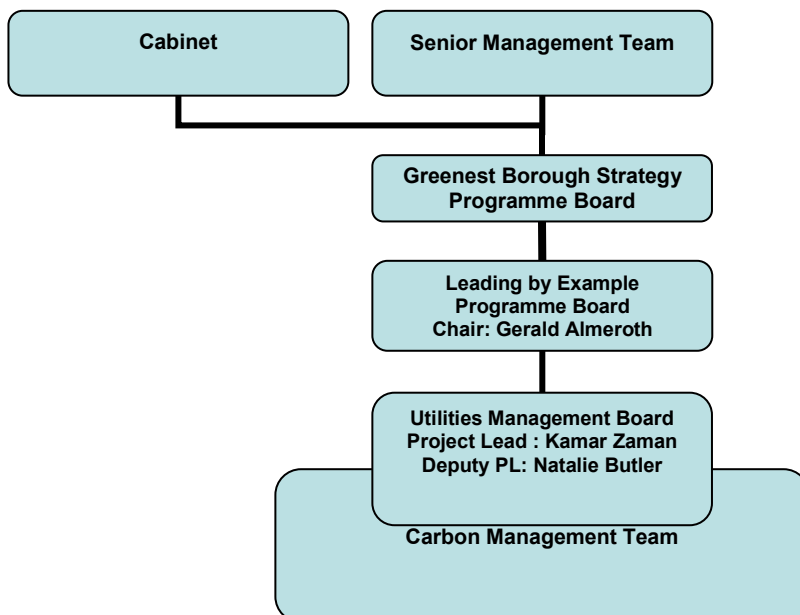 Cabinet
Senior Management Team
Greenest Borough Strategy
Programme Board
Leading by Example
Programme Board
Chair: Gerald Almeroth
Utilities Management Board
Project Lead : Kamar Zaman
Deputy PL: Natalie Butler
Carbon Management Team